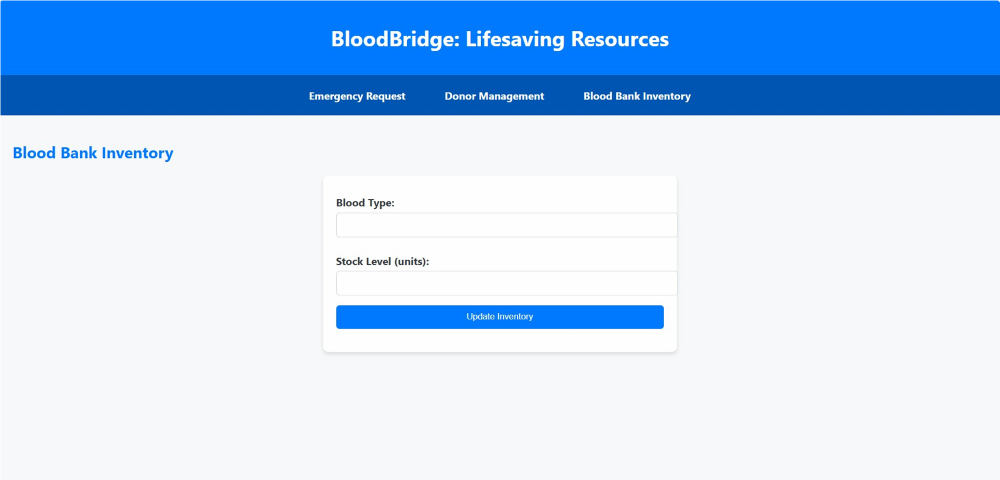 BloodBridge: Lifesaving Resources
Emergency Request Donor Management Blood Bank Inventory
Blood Bank Inventory
Blood Type:
Stock Level (units):
Update Inventory